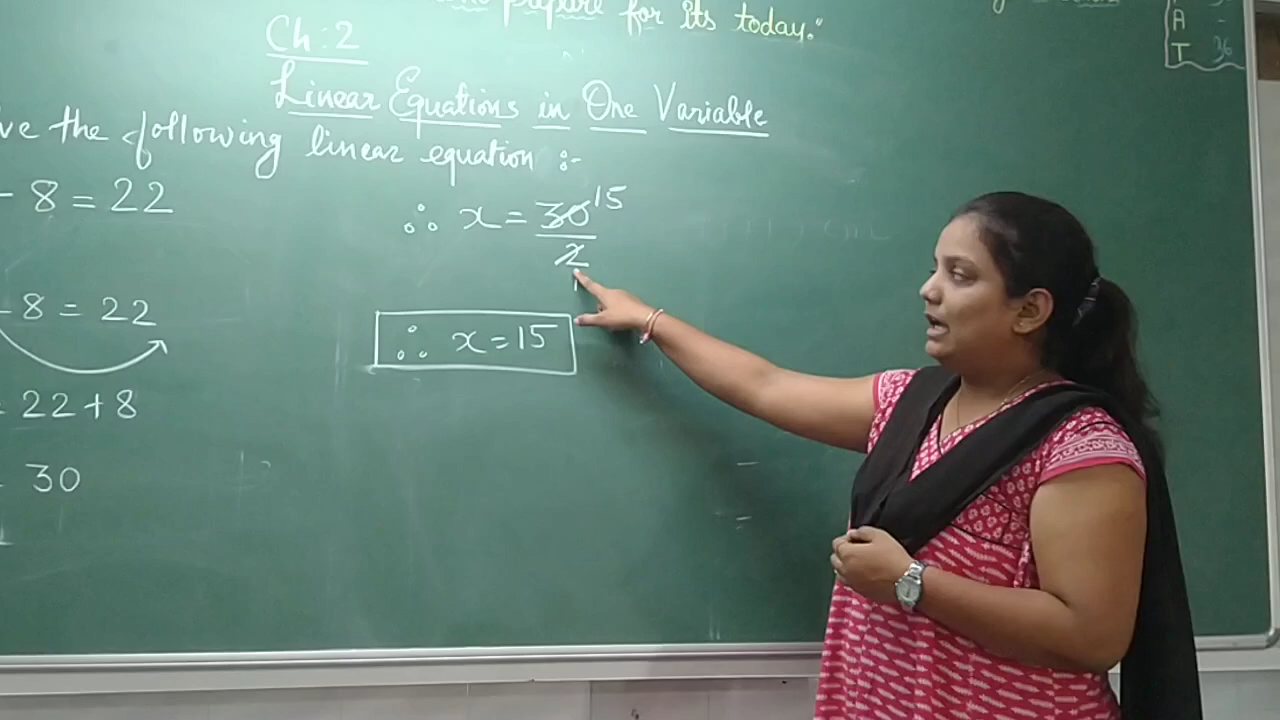 prepare for its today."
A -
T 36
Ch:2
Linear Equations in One Variable
ve the following linear equation :-
- 8 = 22
∴ x = 30 15
2
1
- 8 = 22
∴ x = 15
= 22 + 8
= 30